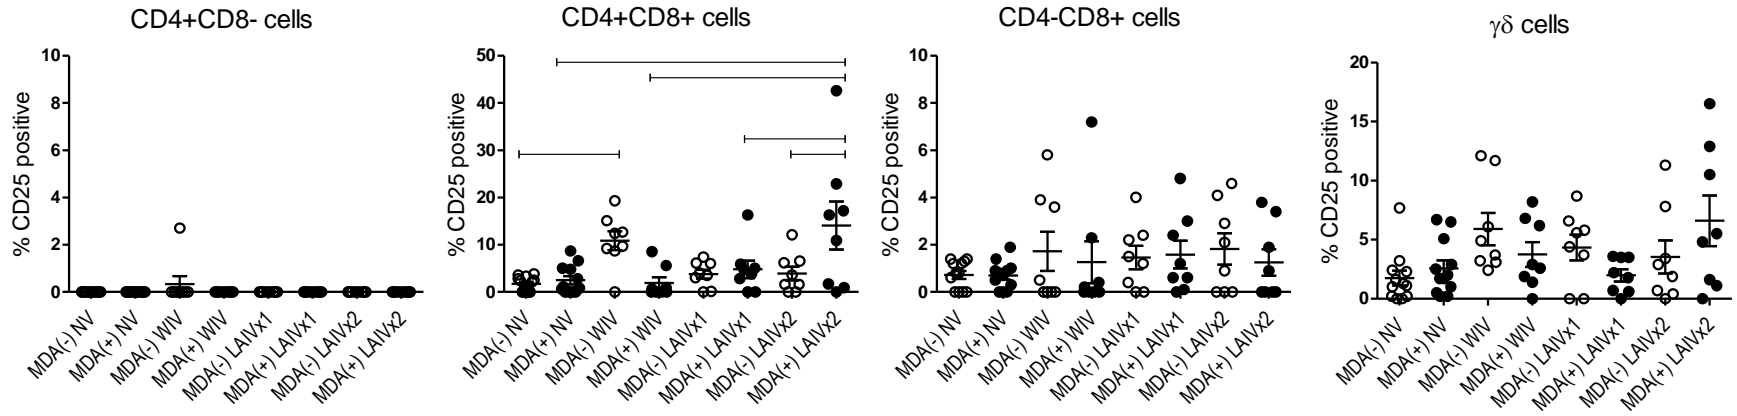 CD4+CD8- cells
% CD25 positive
10
8
6
4
2
0
MDA(-) NV
MDA(+) NV
MDA(-) WIV
MDA(+) WIV
MDA(-) LAIVx1
MDA(+) LAIVx1
MDA(-) LAIVx2
MDA(+) LAIVx2
CD4+CD8+ cells
% CD25 positive
50
40
30
20
10
0
MDA(-) NV
MDA(+) NV
MDA(-) WIV
MDA(+) WIV
MDA(-) LAIVx1
MDA(+) LAIVx1
MDA(-) LAIVx2
MDA(+) LAIVx2
CD4-CD8+ cells
% CD25 positive
10
8
6
4
2
0
MDA(-) NV
MDA(+) NV
MDA(-) WIV
MDA(+) WIV
MDA(-) LAIVx1
MDA(+) LAIVx1
MDA(-) LAIVx2
MDA(+) LAIVx2
γδ cells
% CD25 positive
20
15
10
5
0
MDA(-) NV
MDA(+) NV
MDA(-) WIV
MDA(+) WIV
MDA(-) LAIVx1
MDA(+) LAIVx1
MDA(-) LAIVx2
MDA(+) LAIVx2